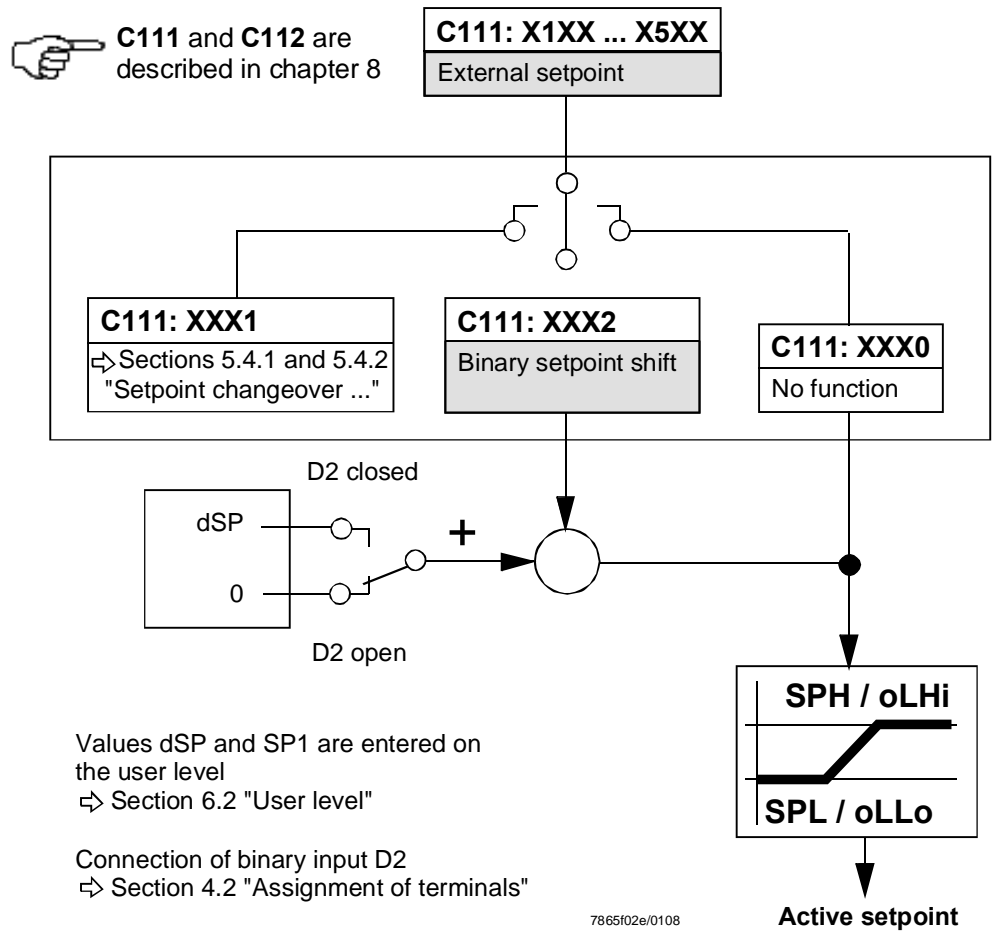 C111 and C112 are
described in chapter 8
C111: X1XX ... X5XX
External setpoint
C111: XXX1
Sections 5.4.1 and 5.4.2
"Setpoint changeover ..."
C111: XXX2
Binary setpoint shift
C111: XXX0
No function
D2 closed
dSP
+
0
D2 open
SPH / oLHi
SPL / oLLo
Values dSP and SP1 are entered on
the user level
⇨ Section 6.2 "User level"
Connection of binary input D2
⇨ Section 4.2 "Assignment of terminals"
7865f02e/0108
Active setpoint